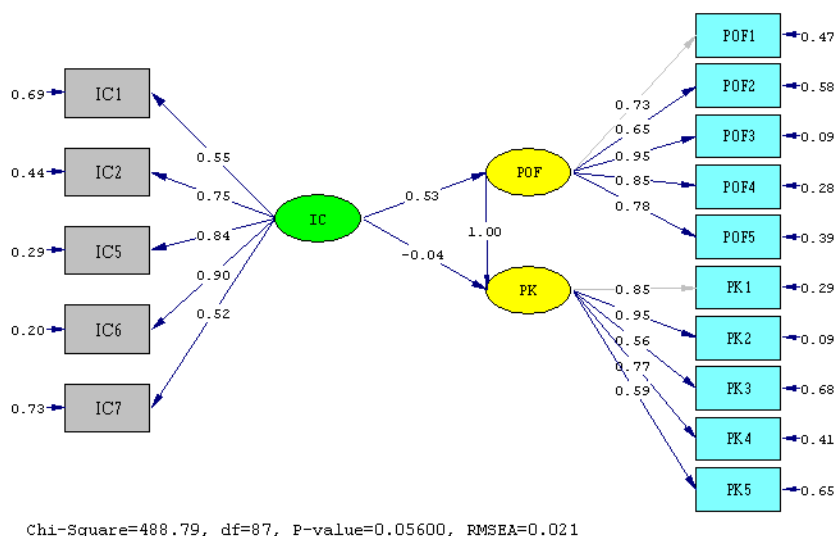 POF1
0.47
POF2
0.58
0.69
IC1
0.73
0.65
POF3
0.09
0.55
0.95
0.44
IC2
0.75
POF
0.85
POF4
0.28
0.53
0.78
IC
0.84
1.00
POF5
0.39
0.29
IC5
-0.04
0.90
PK
0.85
PK1
0.29
0.52
0.95
0.20
IC6
0.56
PK2
0.09
0.77
0.59
PK3
0.68
0.73
IC7
PK4
0.41
PK5
0.65
Chi-Square=488.79, df=87, P-value=0.05600, RMSEA=0.021